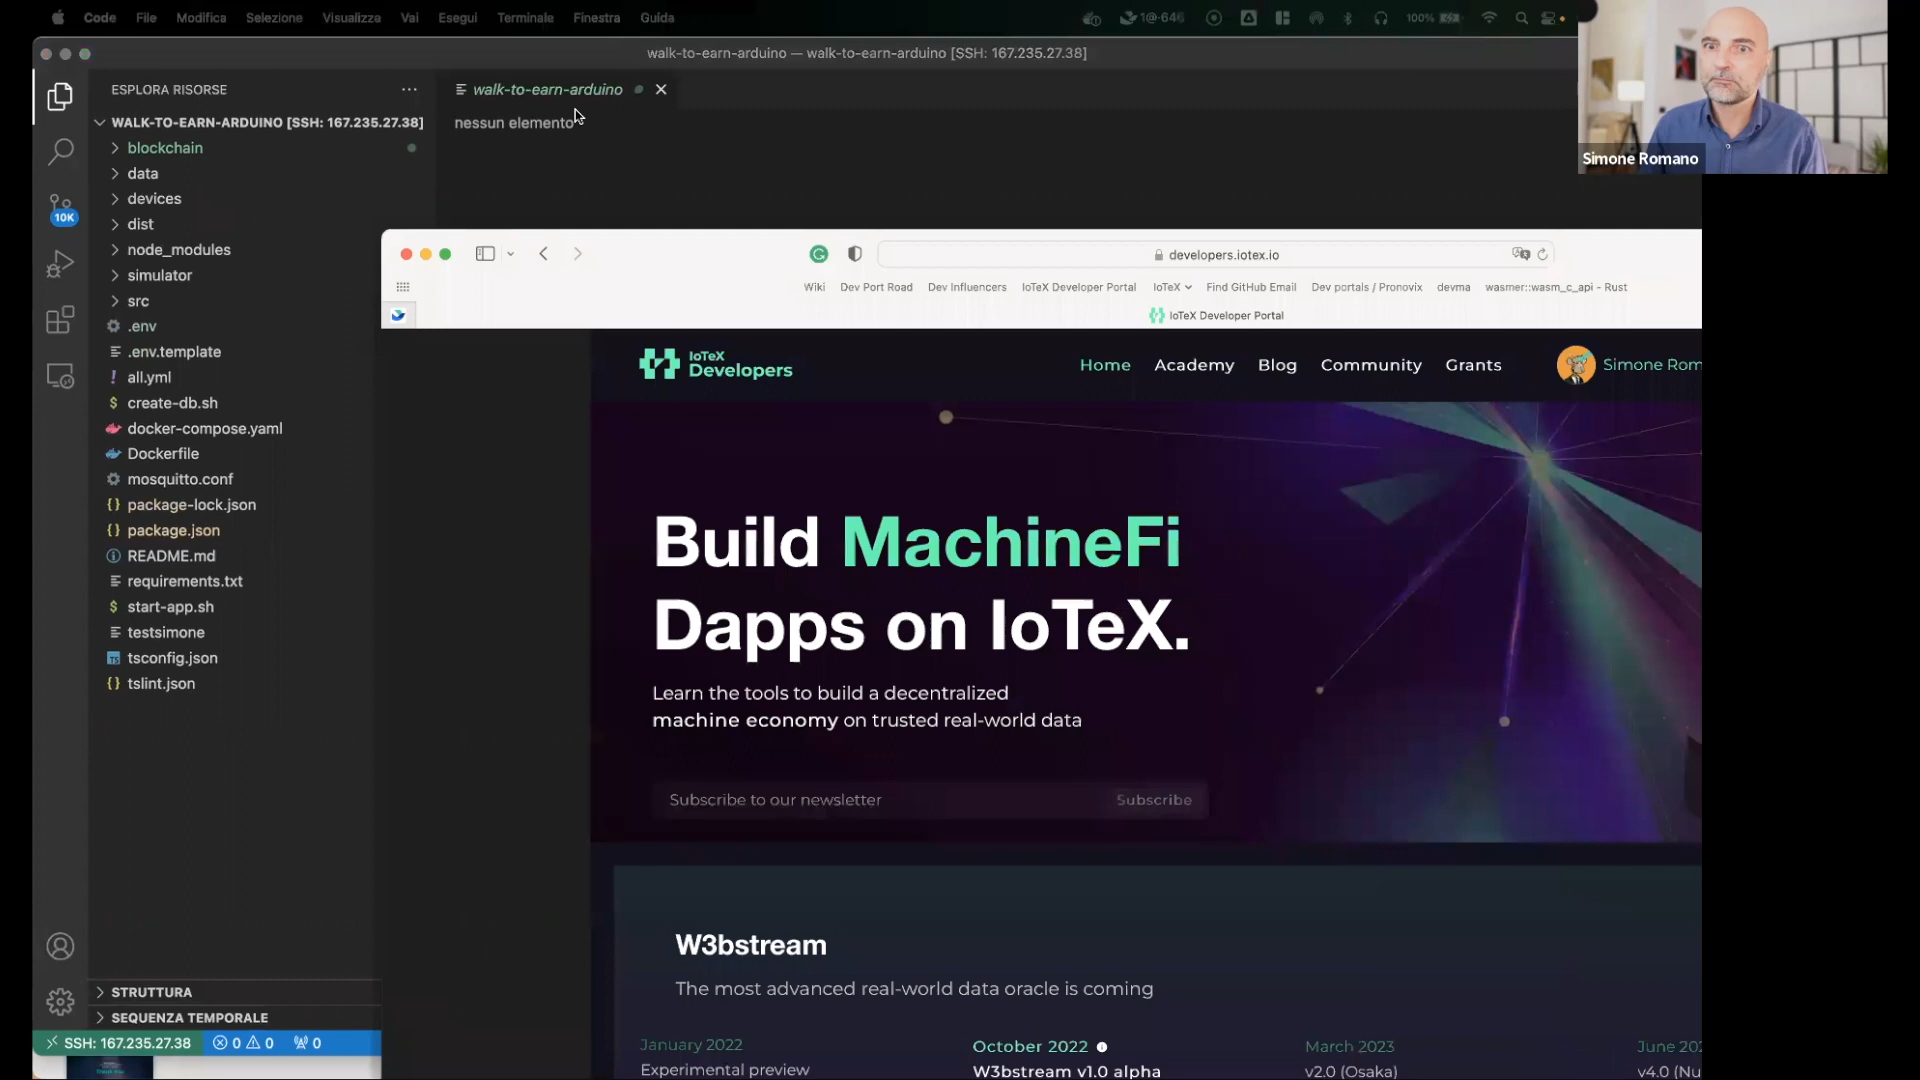 Code File Modifica Selezione Visualizza Vai Esegui Terminale Finestra Guida
1@-646 100%
walk-to-earn-arduino — walk-to-earn-arduino [SSH: 167.235.27.38]
ESPLORA RISORSE
walk-to-earn-arduino
WALK-TO-EARN-ARDUINO [SSH: 167.235.27.38]
nessun elemento
blockchain
data
devices
dist
node_modules
simulator
src
.env
.env.template
all.yml
create-db.sh
docker-compose.yaml
Dockerfile
mosquitto.conf
package-lock.json
package.json
README.md
requirements.txt
start-app.sh
testsimone
tsconfig.json
tslint.json
10K
STRUTTURA
SEQUENZA TEMPORALE
SSH: 167.235.27.38 0 0 0
Simone Romano
developers.iotex.io
Wiki Dev Port Road Dev Influencers IoTeX Developer Portal IoTeX Find GitHub Email Dev portals / Pronovix devma wasmer::wasm_c_api - Rust
IoTeX Developer Portal
IoTeX
Developers
Home Academy Blog Community Grants Simone Rom
Build MachineFi
Dapps on IoTeX.
Learn the tools to build a decentralized
machine economy on trusted real-world data
Subscribe to our newsletter Subscribe
W3bstream
The most advanced real-world data oracle is coming
January 2022 October 2022 March 2023 June 202
Experimental preview W3bstream v1.0 alpha v2.0 (Osaka) v4.0 (Nu